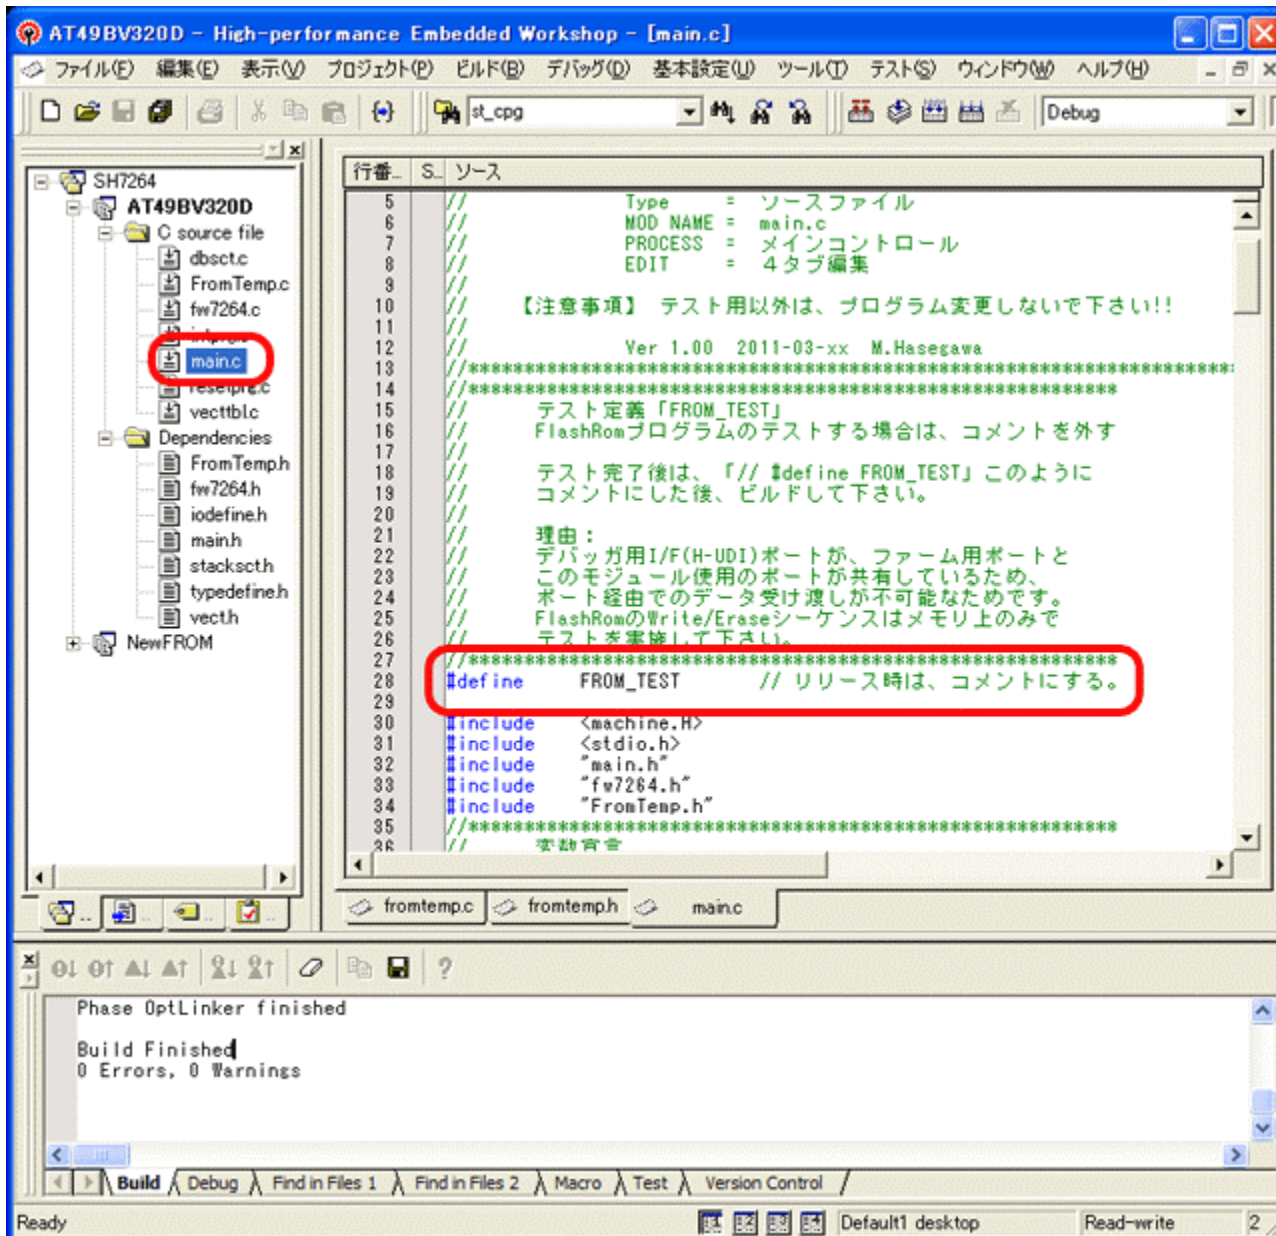 AT49BV320D - High-performance Embedded Workshop - [main.c]
ファイル(F) 編集(E) 表示(V) プロジェクト(P) ビルド(B) デバッグ(D) 基本設定(U) ツール(T) テスト(S) ウィンドウ(W) ヘルプ(H)
st_cpg Debug
SH7264
AT49BV320D
C source file
dbsct.c
FromTemp.c
fw7264.c
main.c
resetprg.c
vecttbl.c
Dependencies
FromTemp.h
fw7264.h
iodefine.h
main.h
stacksct.h
typedefine.h
vect.h
NewFROM
行番... S... ソース
5 // Type = ソースファイル
6 // MOD NAME = main.c
7 // PROCESS = メインコントロール
8 // EDIT = 4タブ編集
9 //
10 // 【注意事項】 テスト用以外は、プログラム変更しないで下さい!!
11 //
12 // Ver 1.00 2011-03-xx M.Hasegawa
13 //*********************************************************************
14 //**********************************************************
15 // テスト定義「FROM_TEST」
16 // FlashRomプログラムのテストする場合は、コメントを外す
17 //
18 // テスト完了後は、「// #define FROM_TEST」このように
19 // コメントにした後、ビルドして下さい。
20 //
21 // 理由：
22 // デバッガ用I/F(H-UDI)ポートが、ファーム用ポートと
23 // このモジュール使用のポートが共有しているため、
24 // ポート経由でのデータ受け渡しが不可能なためです。
25 // FlashRomのWrite/Eraseシーケンスはメモリ上のみで
26 // テストを実施して下さい。
27 //**********************************************************
28 #define FROM_TEST // リリース時は、コメントにする。
29
30 #include <machine.H>
31 #include <stdio.h>
32 #include "main.h"
33 #include "fw7264.h"
34 #include "FromTemp.h"
35 //**********************************************************
36 // 変数宣言
fromtemp.c fromtemp.h main.c
Phase OptLinker finished
Build Finished
0 Errors, 0 Warnings
Build Debug Find in Files 1 Find in Files 2 Macro Test Version Control
Ready Default1 desktop Read-write 2